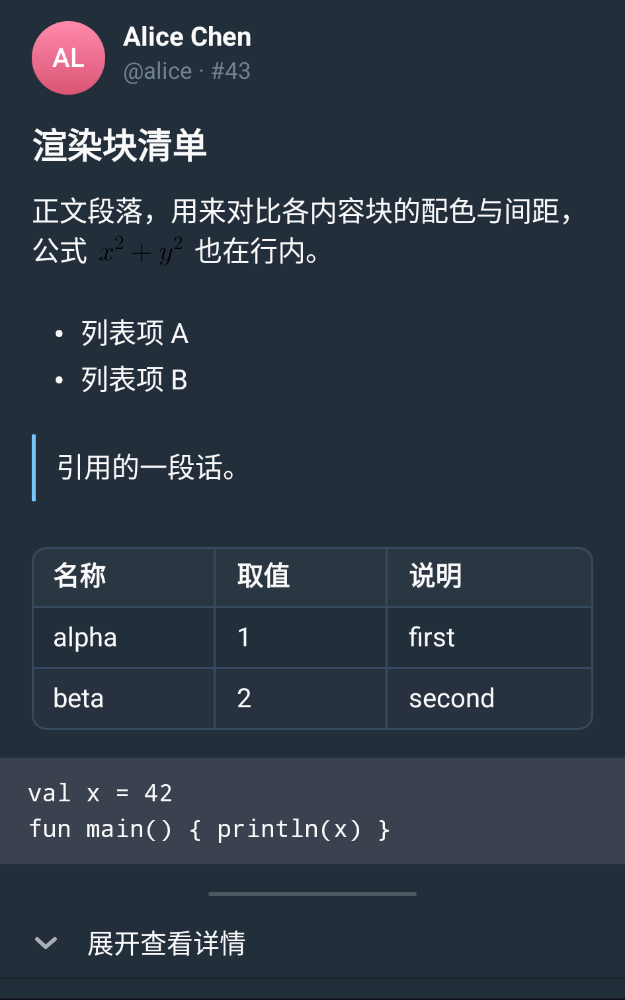 AL
Alice Chen
@alice · #43
渲染块清单
正文段落，用来对比各内容块的配色与间距，
公式 x² + y² 也在行内。
• 列表项 A
• 列表项 B
引用的一段话。
名称 取值 说明
alpha 1 first
beta 2 second
val x = 42
fun main() { println(x) }
展开查看详情